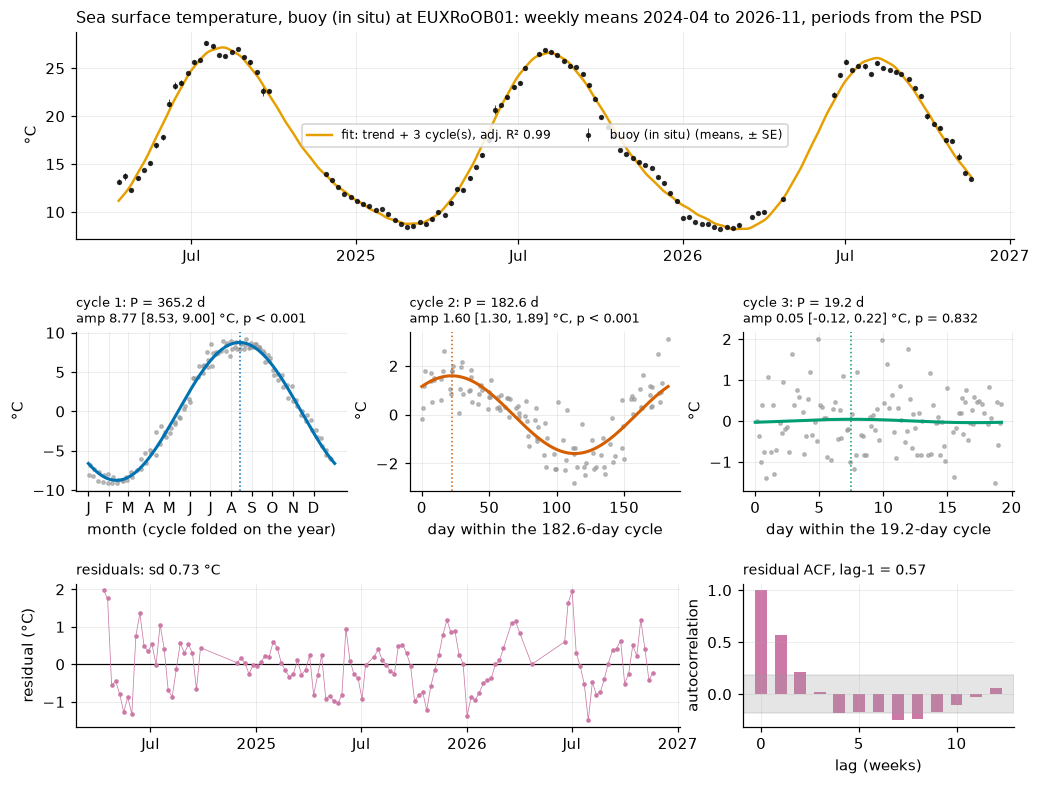 Sea surface temperature, buoy (in situ) at EUXRoOB01: weekly means 2024-04 to 2026-11, periods from the PSD
°C
25
20
15
10
fit: trend + 3 cycle(s), adj. R² 0.99
buoy (in situ) (means, ± SE)
Jul
2025
Jul
2026
Jul
2027
cycle 1: P = 365.2 d
amp 8.77 [8.53, 9.00] °C, p < 0.001
°C
10
5
0
−5
−10
J F M A M J J A S O N D
month (cycle folded on the year)
cycle 2: P = 182.6 d
amp 1.60 [1.30, 1.89] °C, p < 0.001
°C
2
0
−2
0 50 100 150
day within the 182.6-day cycle
cycle 3: P = 19.2 d
amp 0.05 [-0.12, 0.22] °C, p = 0.832
°C
2
1
0
−1
0 5 10 15 20
day within the 19.2-day cycle
residuals: sd 0.73 °C
residual (°C)
2
1
0
−1
Jul 2025 Jul 2026 Jul 2027
residual ACF, lag-1 = 0.57
autocorrelation
1.0
0.5
0.0
0 5 10
lag (weeks)